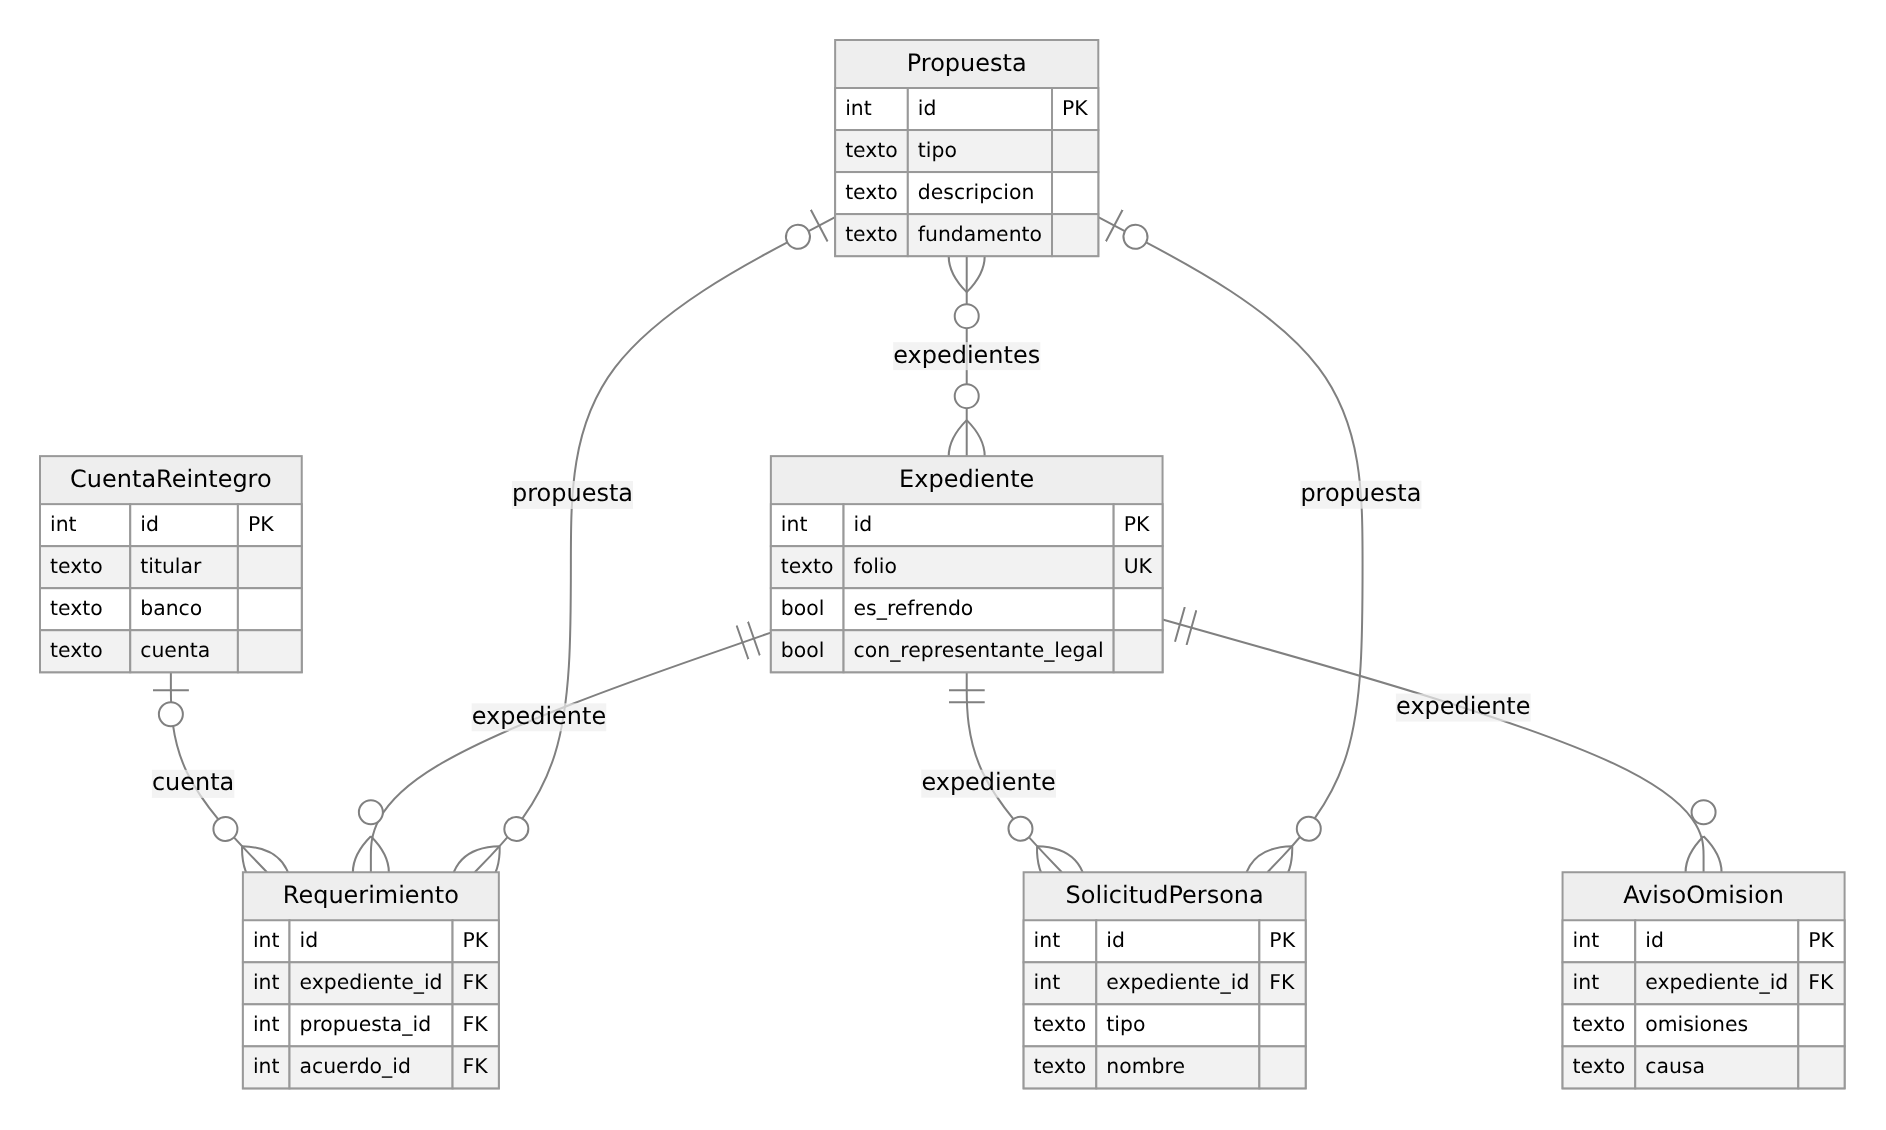 Propuesta
int id PK
texto tipo
texto descripcion
texto fundamento
expedientes
propuesta
propuesta
CuentaReintegro
int id PK
texto titular
texto banco
texto cuenta
Expediente
int id PK
texto folio UK
bool es_refrendo
bool con_representante_legal
expediente
expediente
cuenta
expediente
Requerimiento
int id PK
int expediente_id FK
int propuesta_id FK
int acuerdo_id FK
SolicitudPersona
int id PK
int expediente_id FK
texto tipo
texto nombre
AvisoOmision
int id PK
int expediente_id FK
texto omisiones
texto causa